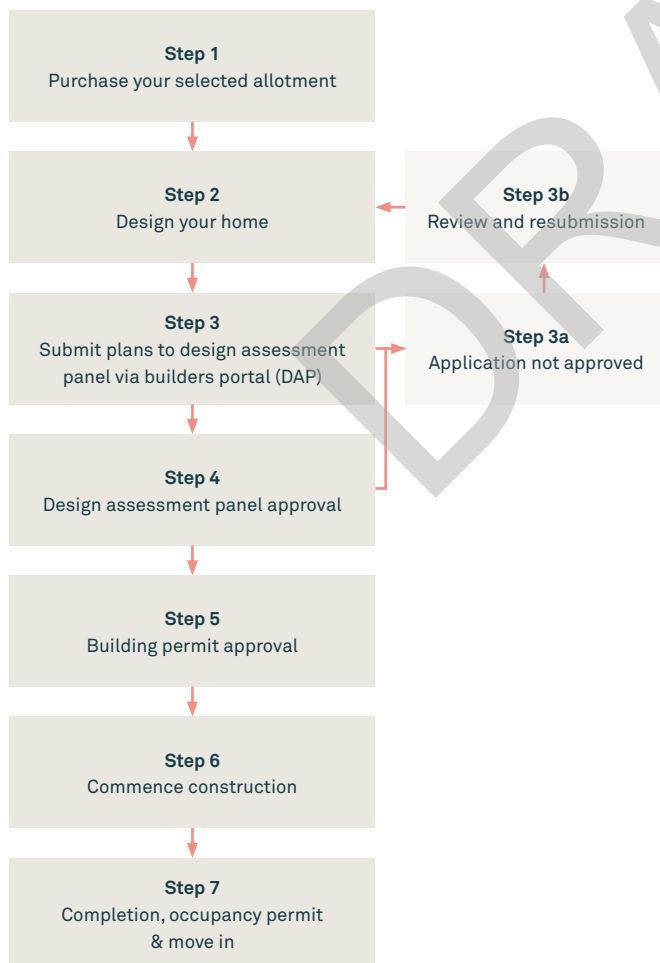 Step 1
Purchase your selected allotment
Step 2
Design your home
Step 3b
Review and resubmission
Step 3
Submit plans to design assessment
panel via builders portal (DAP)
Step 3a
Application not approved
Step 4
Design assessment panel approval
Step 5
Building permit approval
Step 6
Commence construction
Step 7
Completion, occupancy permit
& move in